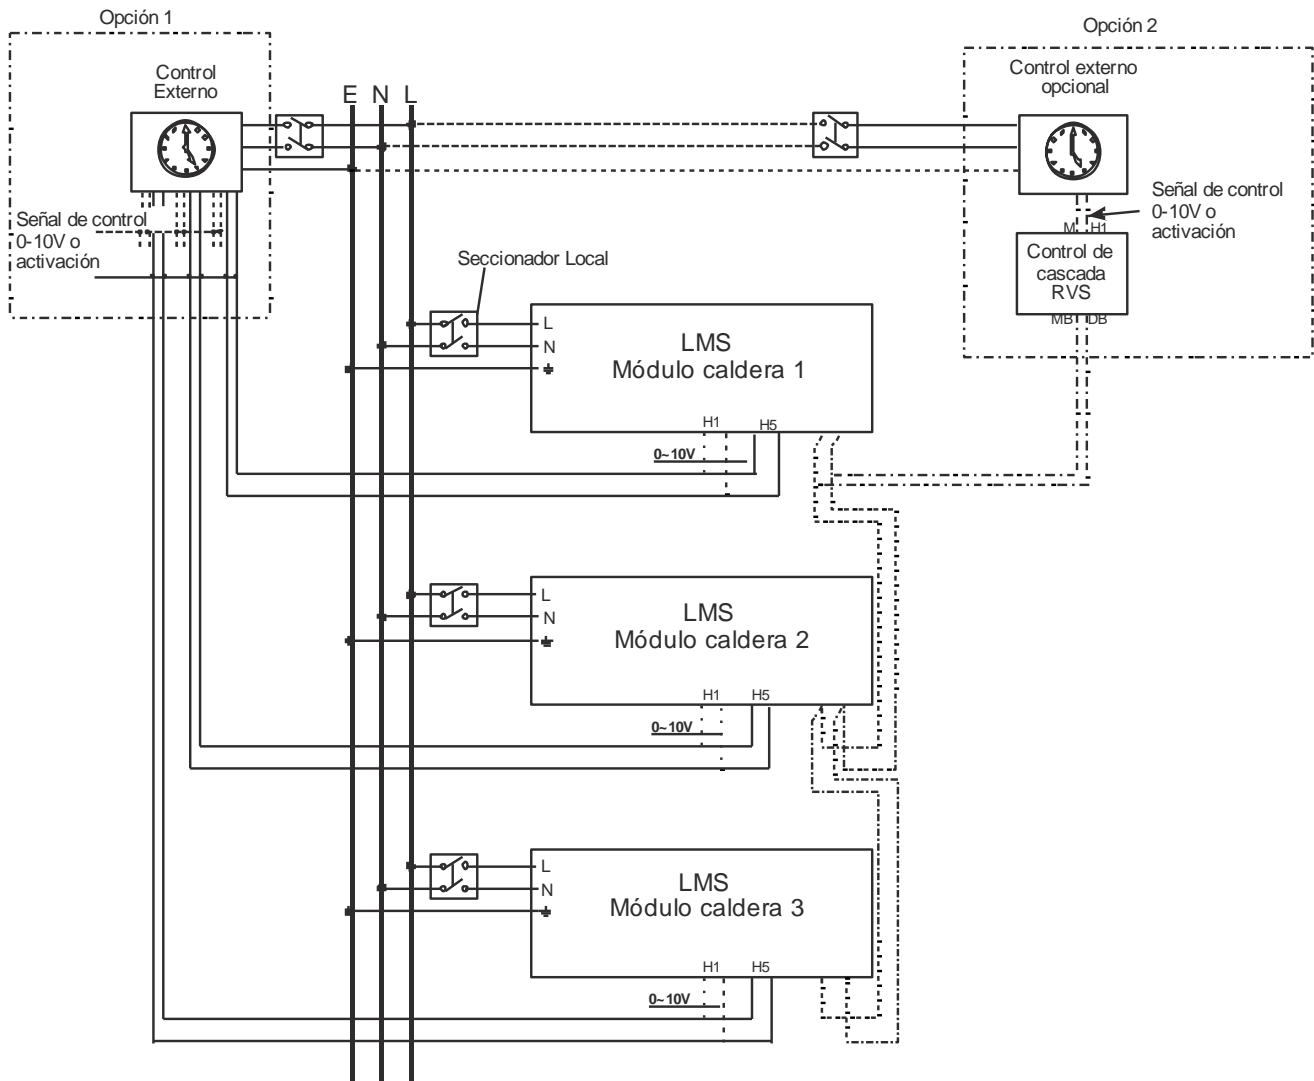 Opción 1
Opción 2
Control
Externo
E N L
Control externo
opcional
Señal de control
0-10V o
activación
Señal de control
0-10V o
activación
M H1
Control de
cascada
RVS
MB DB
Seccionador Local
L
N
LMS
Módulo caldera 1
H1
H5
0~10V
L
N
LMS
Módulo caldera 2
H1
H5
0~10V
L
N
LMS
Módulo caldera 3
H1
H5
0~10V